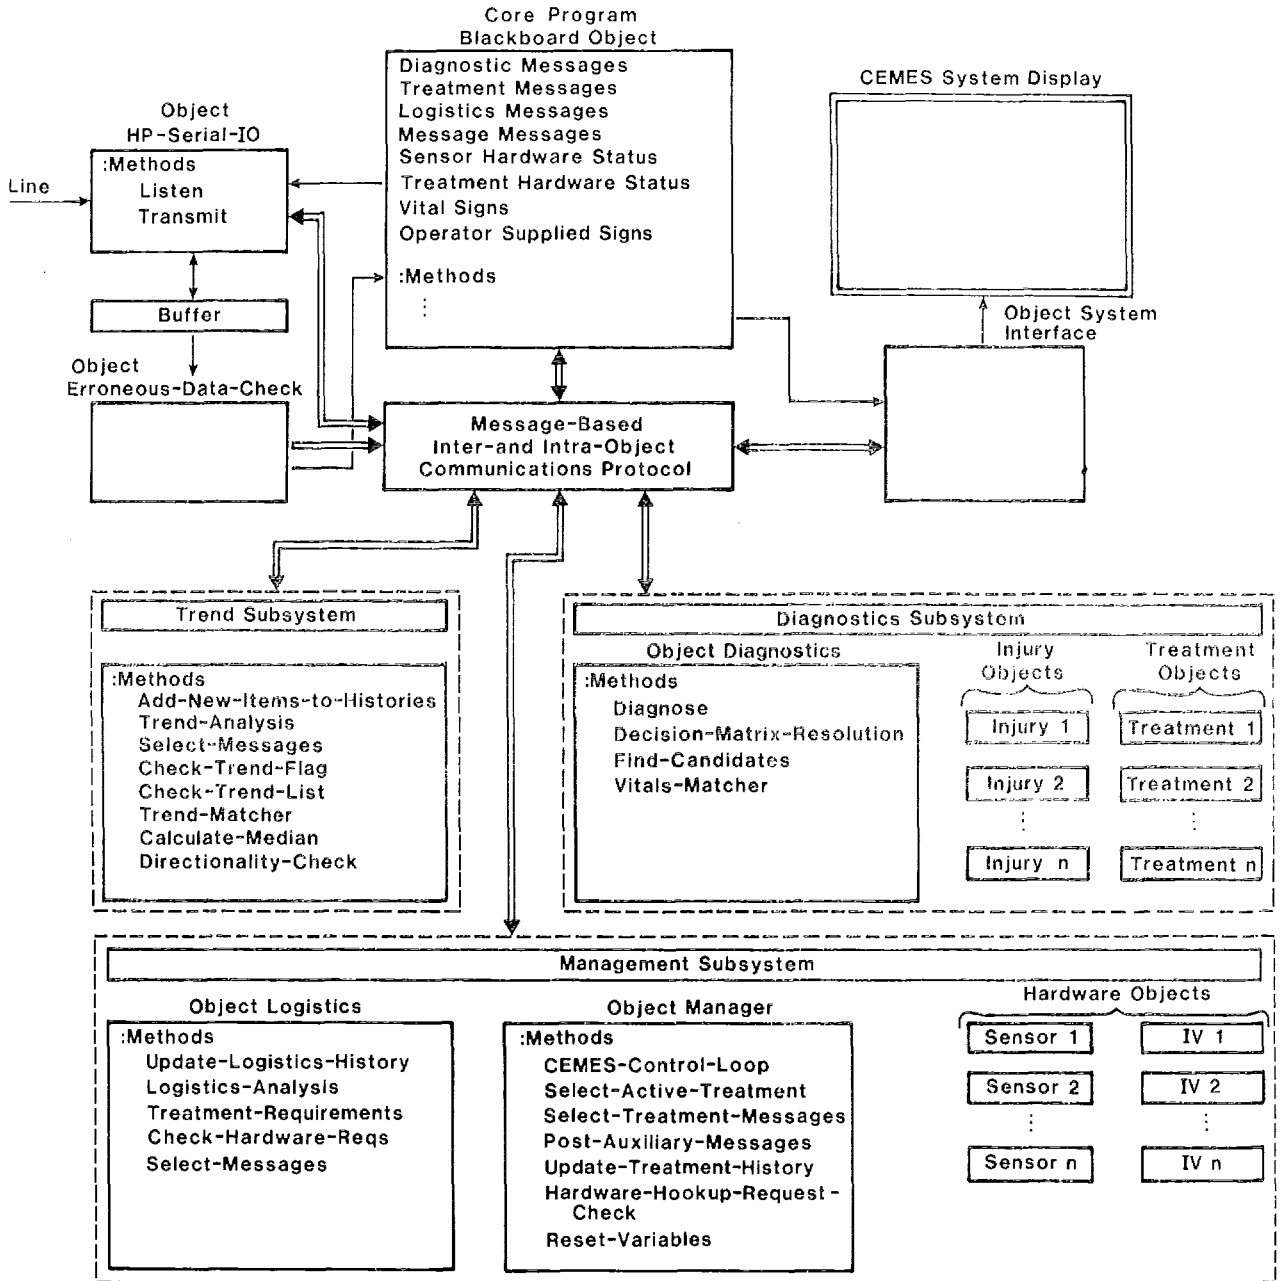 Core Program
Blackboard Object
Diagnostic Messages
Treatment Messages
Logistics Messages
Message Messages
Sensor Hardware Status
Treatment Hardware Status
Vital Signs
Operator Supplied Signs
:Methods
⋮
CEMES System Display
Object
HP-Serial-IO
:Methods
Listen
Transmit
Line
Buffer
Object
Erroneous-Data-Check
Object System
Interface
Message-Based
Inter-and Intra-Object
Communications Protocol
Trend Subsystem
:Methods
Add-New-Items-to-Histories
Trend-Analysis
Select-Messages
Check-Trend-Flag
Check-Trend-List
Trend-Matcher
Calculate-Median
Directionality-Check
Diagnostics Subsystem
Object Diagnostics
:Methods
Diagnose
Decision-Matrix-Resolution
Find-Candidates
Vitals-Matcher
Injury
Objects
Injury 1
Injury 2
⋮
Injury n
Treatment
Objects
Treatment 1
Treatment 2
⋮
Treatment n
Management Subsystem
Object Logistics
:Methods
Update-Logistics-History
Logistics-Analysis
Treatment-Requirements
Check-Hardware-Reqs
Select-Messages
Object Manager
:Methods
CEMES-Control-Loop
Select-Active-Treatment
Select-Treatment-Messages
Post-Auxiliary-Messages
Update-Treatment-History
Hardware-Hookup-Request-
Check
Reset-Variables
Hardware Objects
Sensor 1
Sensor 2
⋮
Sensor n
IV 1
IV 2
⋮
IV n